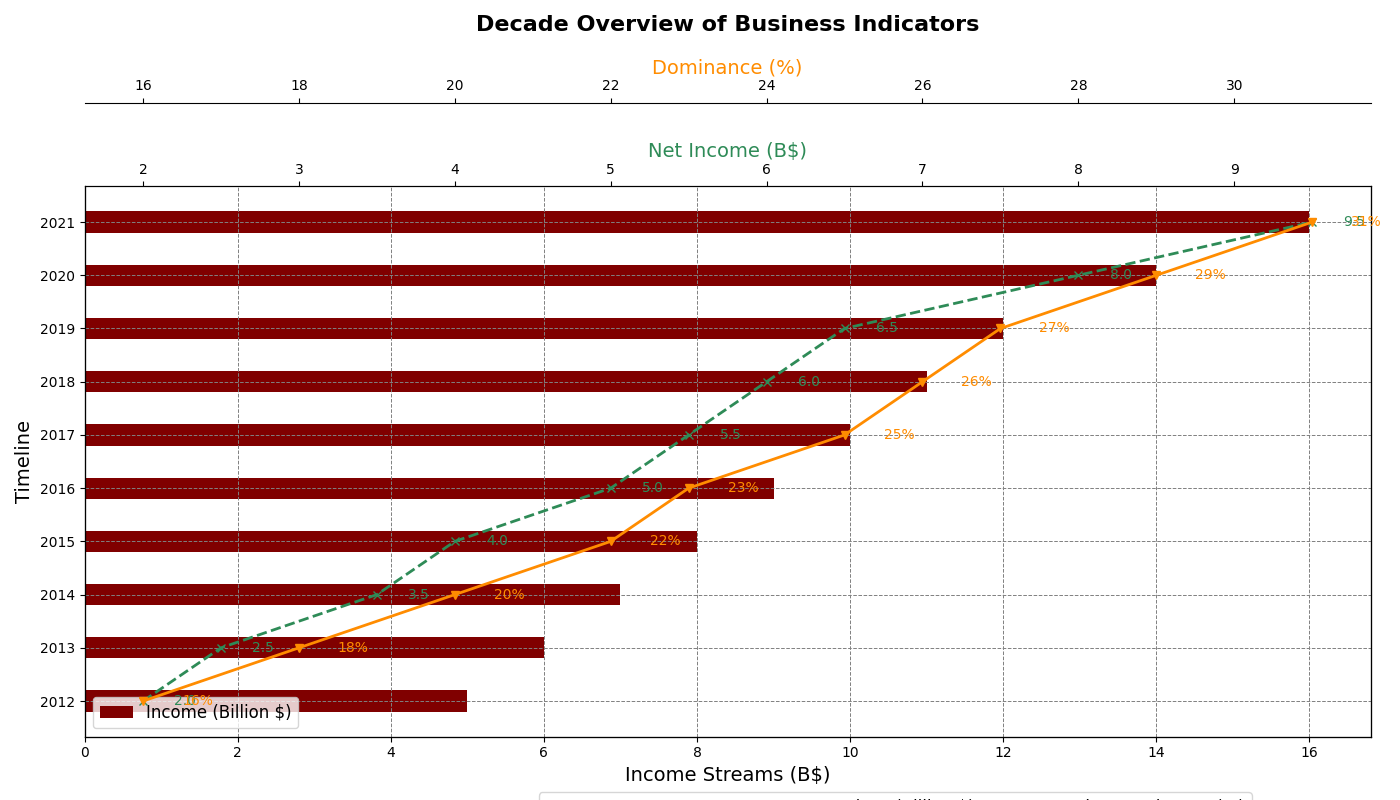 Decade Overview of Business Indicators
Dominance (%)
16 18 20 22 24 26 28 30
Net Income (B$)
2 3 4 5 6 7 8 9
2021 9.5 31%
2020 8.0 29%
2019 6.5 27%
2018 6.0 26%
2017 5.5 25%
2016 5.0 23%
2015 4.0 22%
2014 3.5 20%
2013 2.5 18%
2012 2.0 16%
Timeline
Income (Billion $)
0 2 4 6 8 10 12 14 16
Income Streams (B$)